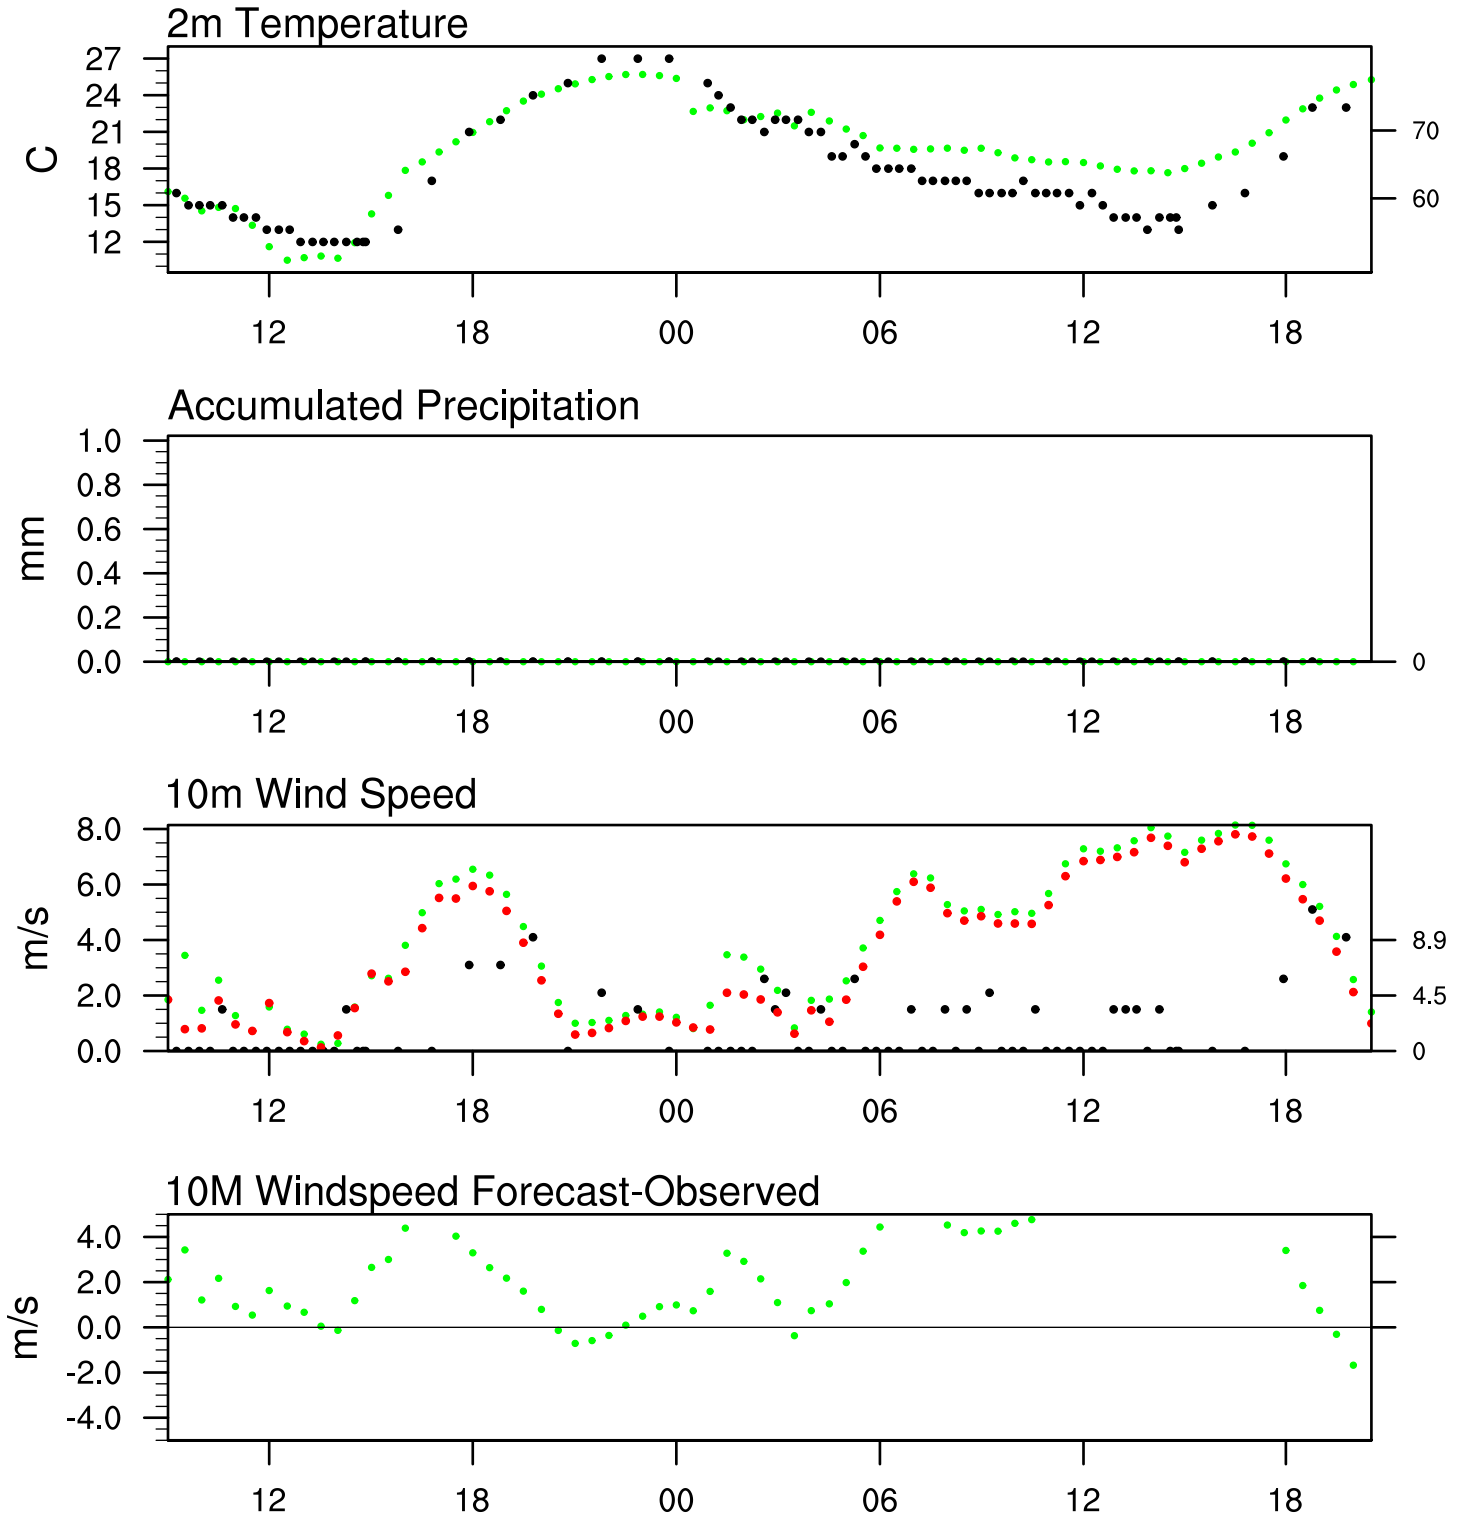 2m Temperature
27
24
21
18
15
12
C
70
60
12 18 00 06 12 18
Accumulated Precipitation
1.0
0.8
0.6
0.4
0.2
0.0
mm
0
12 18 00 06 12 18
10m Wind Speed
8.0
6.0
4.0
2.0
0.0
m/s
8.9
4.5
0
12 18 00 06 12 18
10M Windspeed Forecast-Observed
4.0
2.0
0.0
-2.0
-4.0
m/s
12 18 00 06 12 18